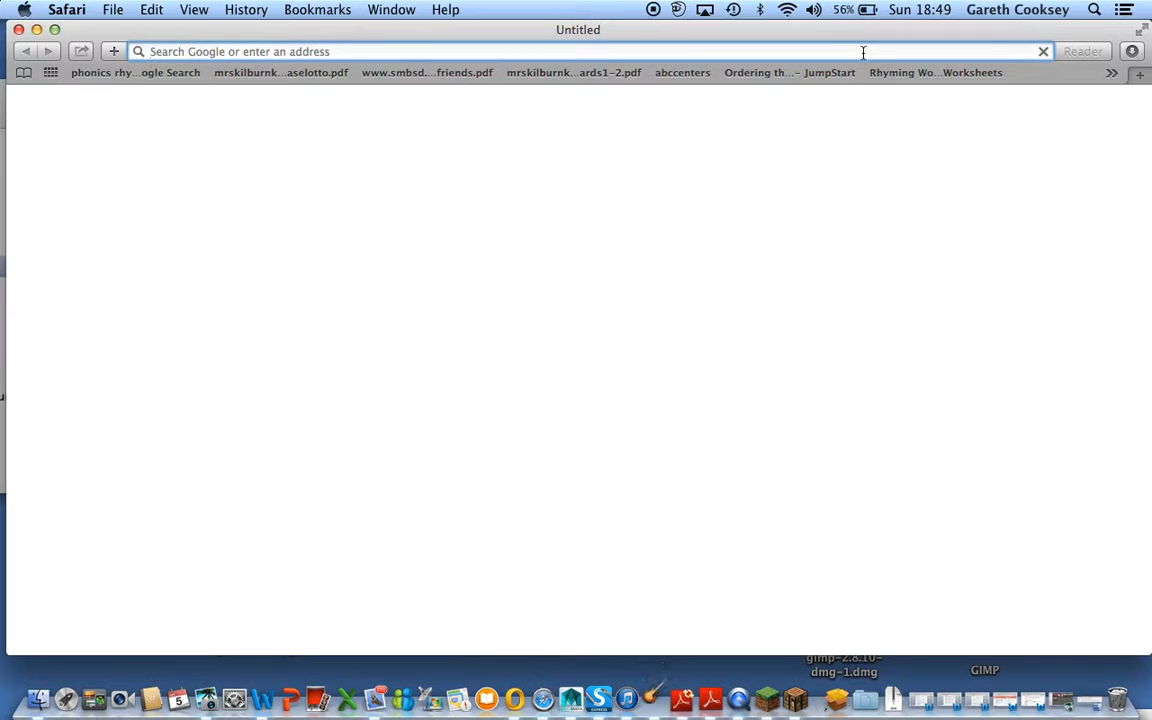 Safari File Edit View History Bookmarks Window Help 56% Sun 18:49 Gareth Cooksey
Untitled
Search Google or enter an address Reader
phonics rhy...ogle Search mrskilburnk...aselotto.pdf www.smbsd....friends.pdf mrskilburnk...ards1-2.pdf abccenters Ordering th...- JumpStart Rhyming Wo...Worksheets
gimp-2.8.10-
dmg-1.dmg
GIMP